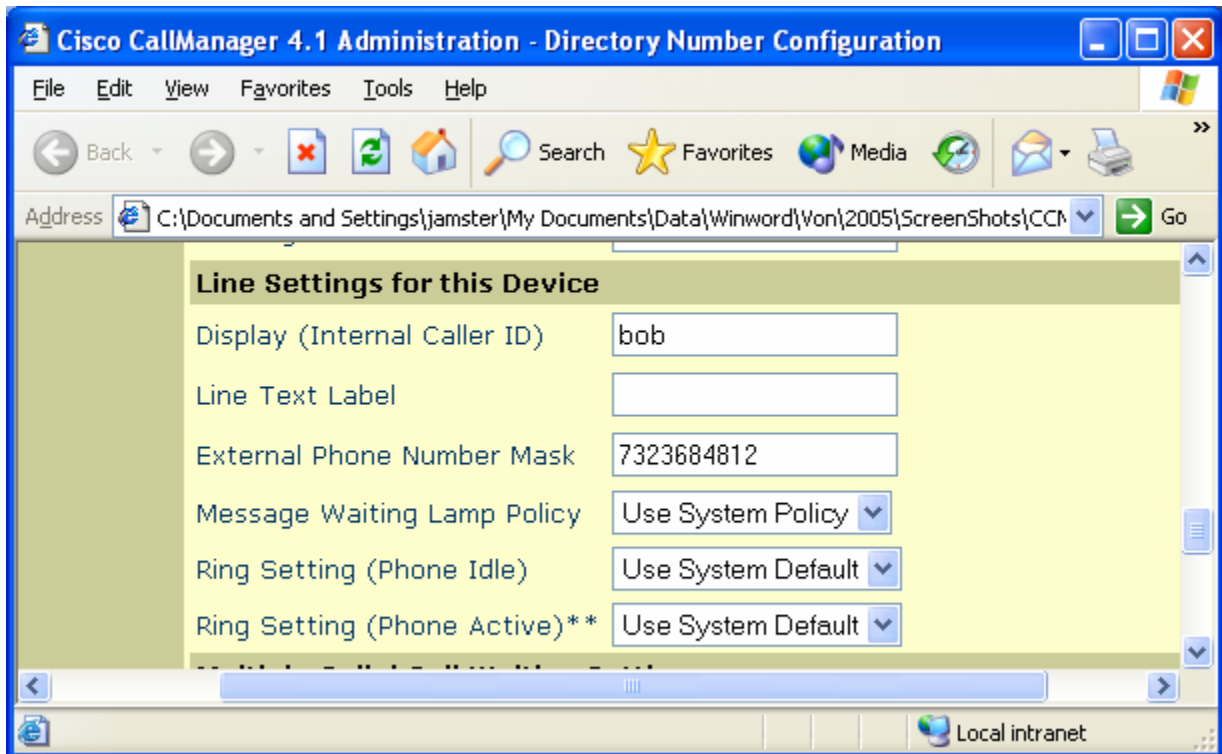 Cisco CallManager 4.1 Administration - Directory Number Configuration
File Edit View Favorites Tools Help
Back Search Favorites Media »
Address C:\Documents and Settings\jamster\My Documents\Data\Winword\Von\2005\ScreenShots\CCM Go
Line Settings for this Device
Display (Internal Caller ID) bob
Line Text Label
External Phone Number Mask 7323684812
Message Waiting Lamp Policy Use System Policy
Ring Setting (Phone Idle) Use System Default
Ring Setting (Phone Active)** Use System Default
Local intranet